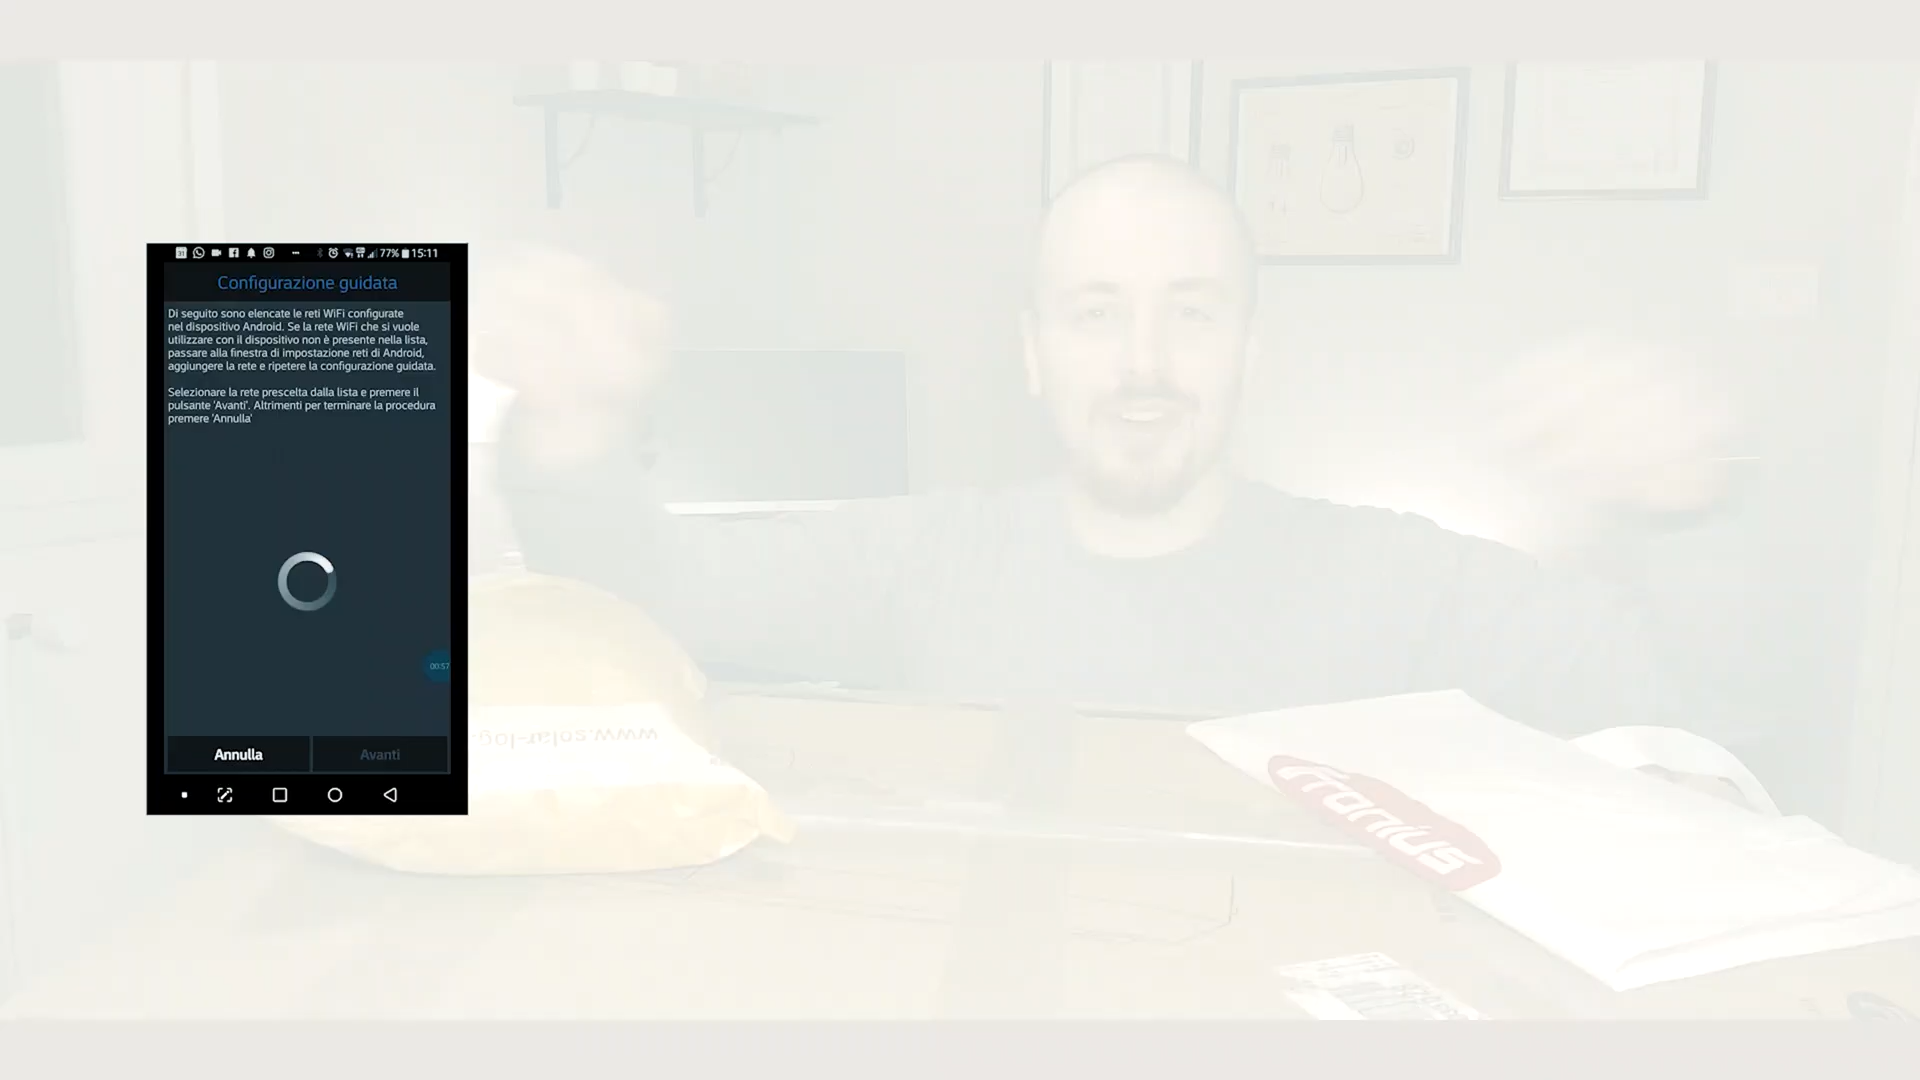 31
77% 15:11
Configurazione guidata
Di seguito sono elencate le reti WiFi configurate
nel dispositivo Android. Se la rete WiFi che si vuole
utilizzare con il dispositivo non è presente nella lista,
passare alla finestra di impostazione reti di Android,
aggiungere la rete e ripetere la configurazione guidata.
Selezionare la rete prescelta dalla lista e premere il
pulsante 'Avanti'. Altrimenti per terminare la procedura
premere 'Annulla'
00:57
Annulla
Avanti
www.solar-log
Fronius